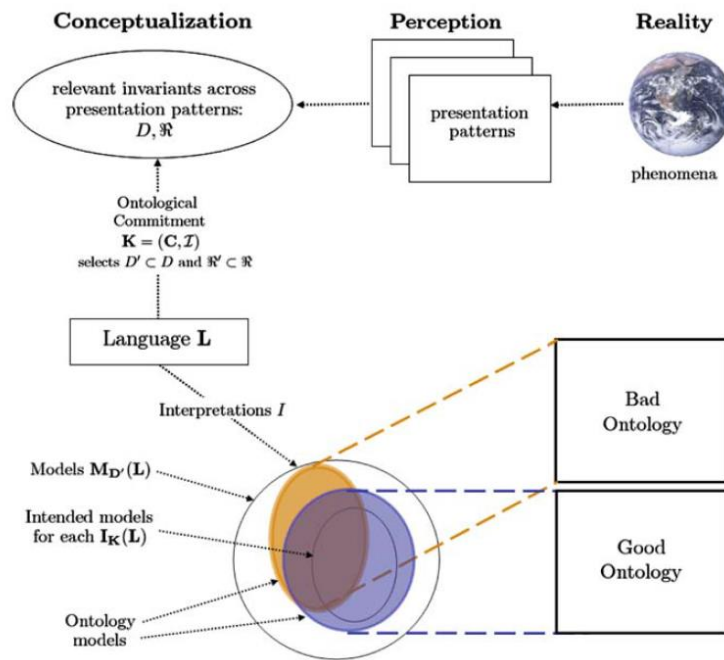 Conceptualization
Perception
Reality
relevant invariants across
presentation patterns:
D, ℜ
presentation
patterns
phenomena
Ontological
Commitment
K = (C, ℐ)
selects D′ ⊂ D and ℜ′ ⊂ ℜ
Language L
Interpretations I
Bad
Ontology
Models M_D′(L)
Intended models
for each I_K(L)
Good
Ontology
Ontology
models